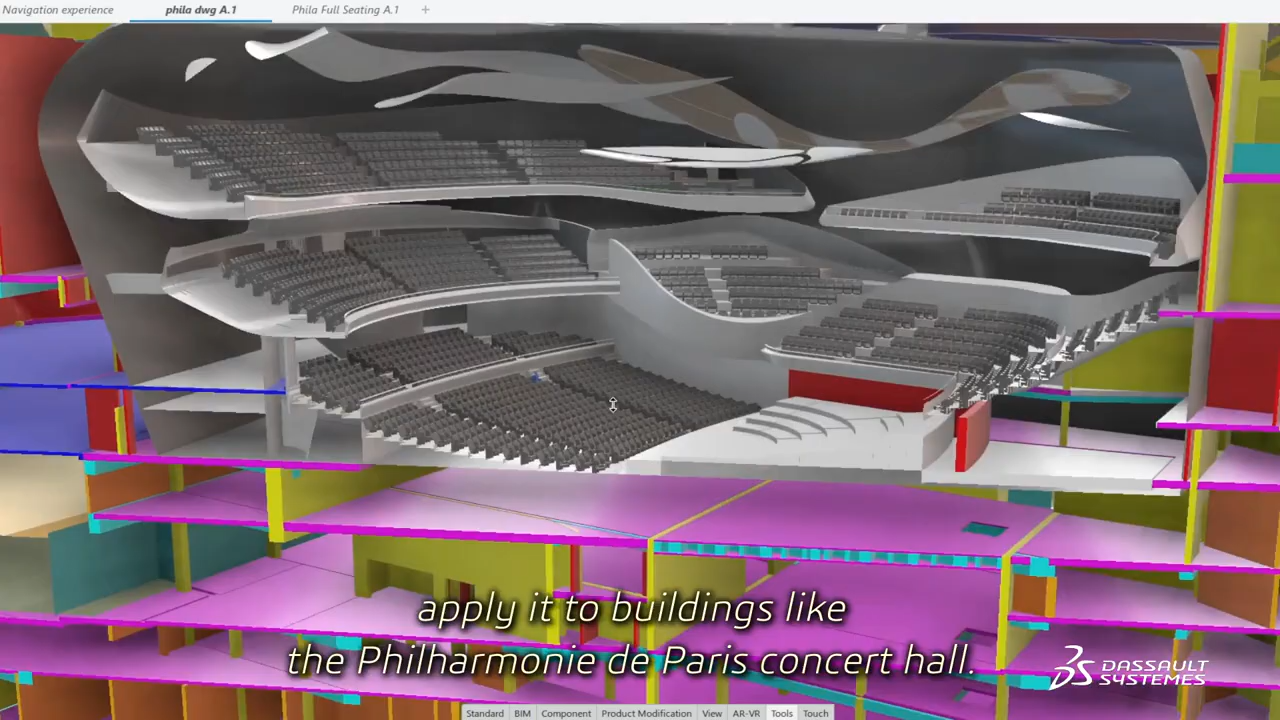 Navigation experience
phila dwg A.1
Phila Full Seating A.1
+
apply it to buildings like
the Philharmonie de Paris concert hall.
3S DASSAULT
SYSTEMES
Standard
BIM
Component
Product Modification
View
AR-VR
Tools
Touch